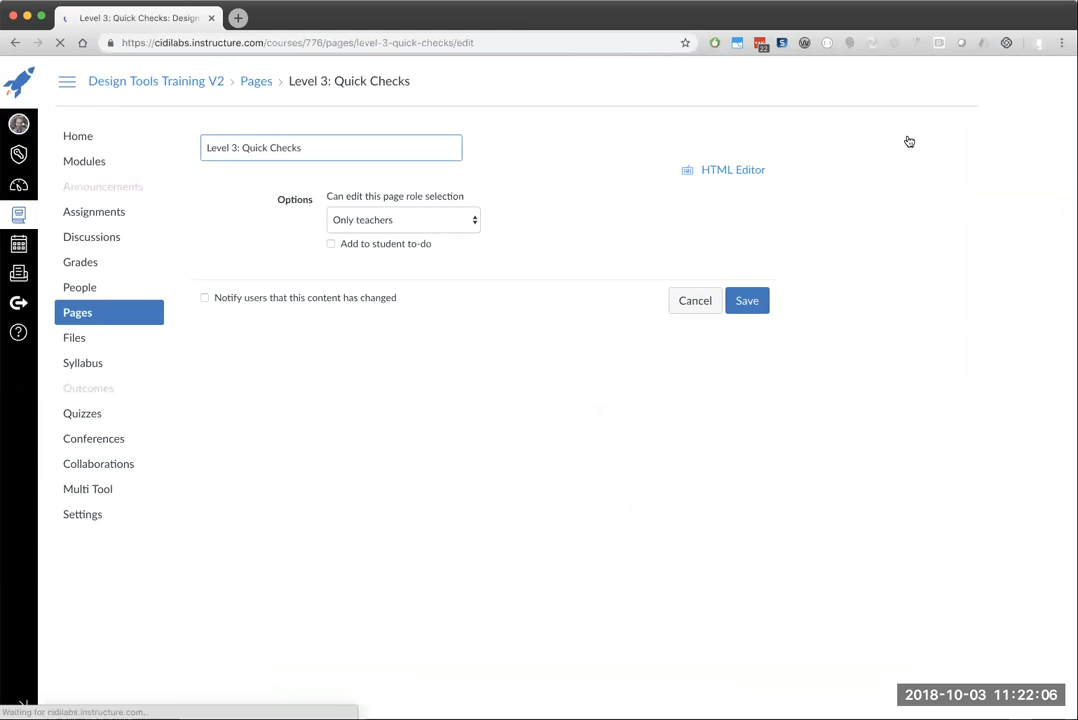 Level 3: Quick Checks: Design
https://cidilabs.instructure.com/courses/776/pages/level-3-quick-checks/edit
22
Design Tools Training V2 > Pages > Level 3: Quick Checks
Home
Modules
Announcements
Assignments
Discussions
Grades
People
Pages
Files
Syllabus
Outcomes
Quizzes
Conferences
Collaborations
Multi Tool
Settings
Level 3: Quick Checks
HTML Editor
Options
Can edit this page role selection
Only teachers
Add to student to-do
Notify users that this content has changed
Cancel
Save
Waiting for cidilabs.instructure.com...
2018-10-03 11:22:06